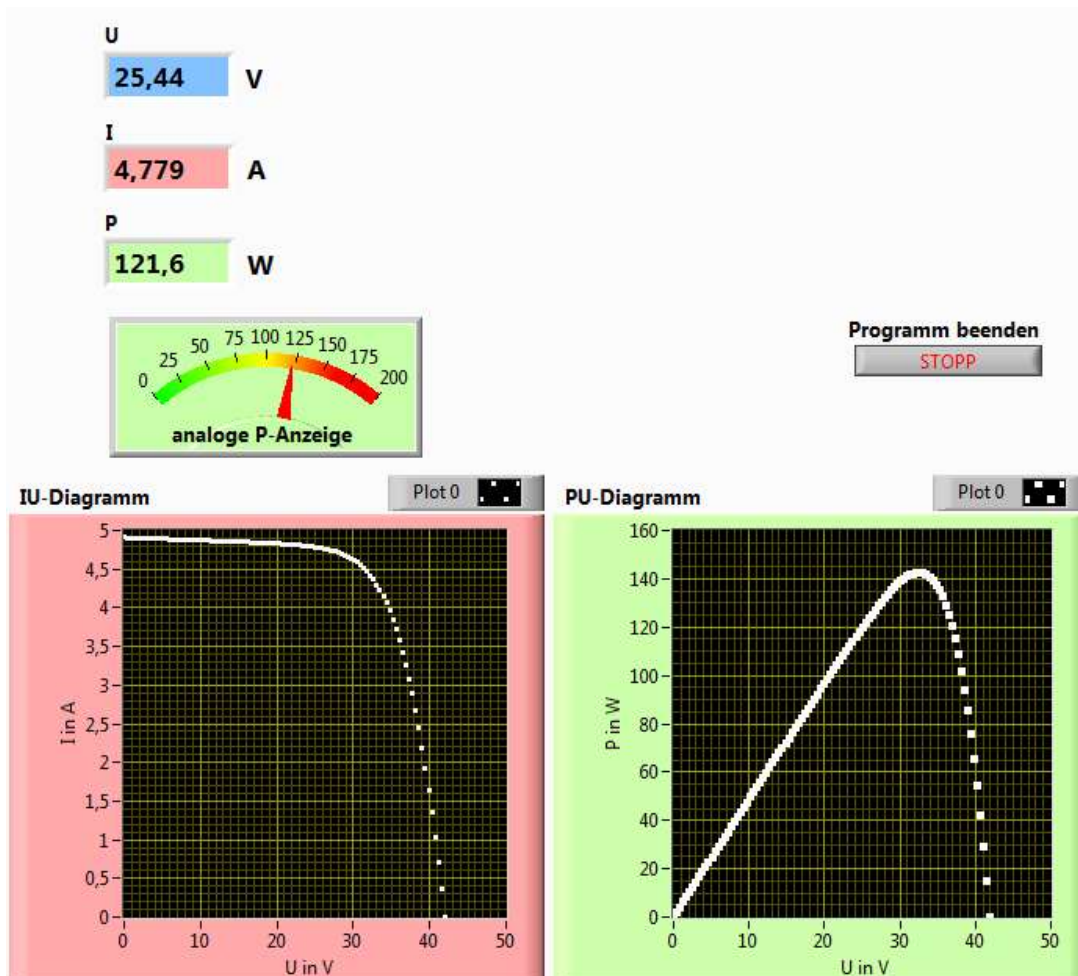 U
25,44 V
I
4,779 A
P
121,6 W
0 25 50 75 100 125 150 175 200
analoge P-Anzeige
Programm beenden
STOPP
IU-Diagramm Plot 0
5
4,5
4
3,5
3
2,5
2
1,5
1
0,5
0
I in A
0 10 20 30 40 50
U in V
PU-Diagramm Plot 0
160
140
120
100
80
60
40
20
0
P in W
0 10 20 30 40 50
U in V